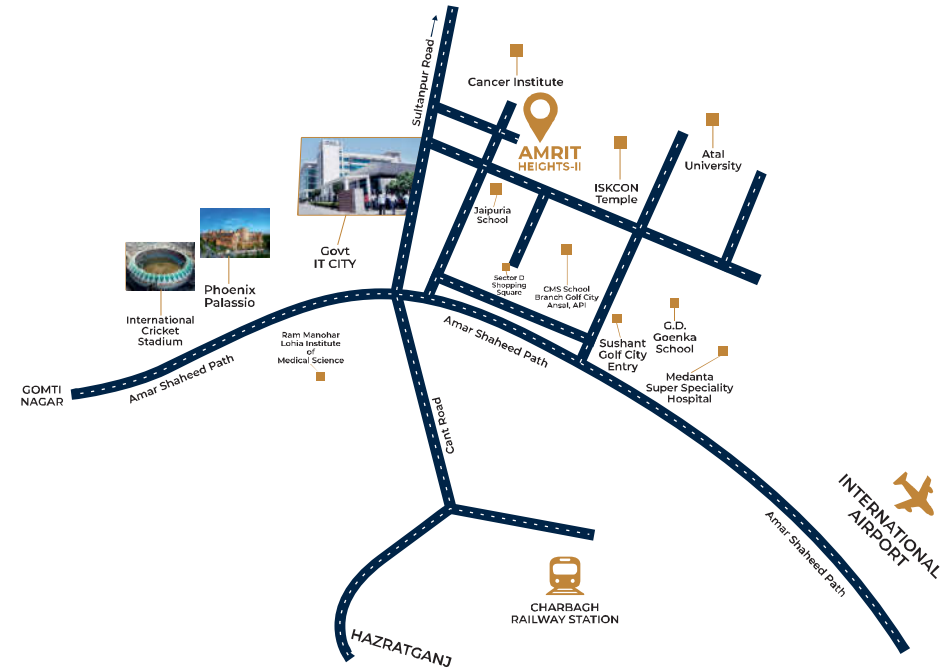 Sultanpur Road
Cancer Institute
AMRIT
HEIGHTS-II
Atal
University
ISKCON
Temple
Jaipuria
School
Govt
IT CITY
Phoenix
Palassio
International
Cricket
Stadium
Sector D
Shopping
Square
CMS School
Branch Golf City
Ansal, API
Ram Manohar
Lohia Institute
of
Medical Science
Amar Shaheed Path
Amar Shaheed Path
Sushant
Golf City
Entry
G.D.
Goenka
School
Medanta
Super Speciality
Hospital
GOMTI
NAGAR
Cant Road
INTERNATIONAL
AIRPORT
Amar Shaheed Path
CHARBAGH
RAILWAY STATION
HAZRATGANJ